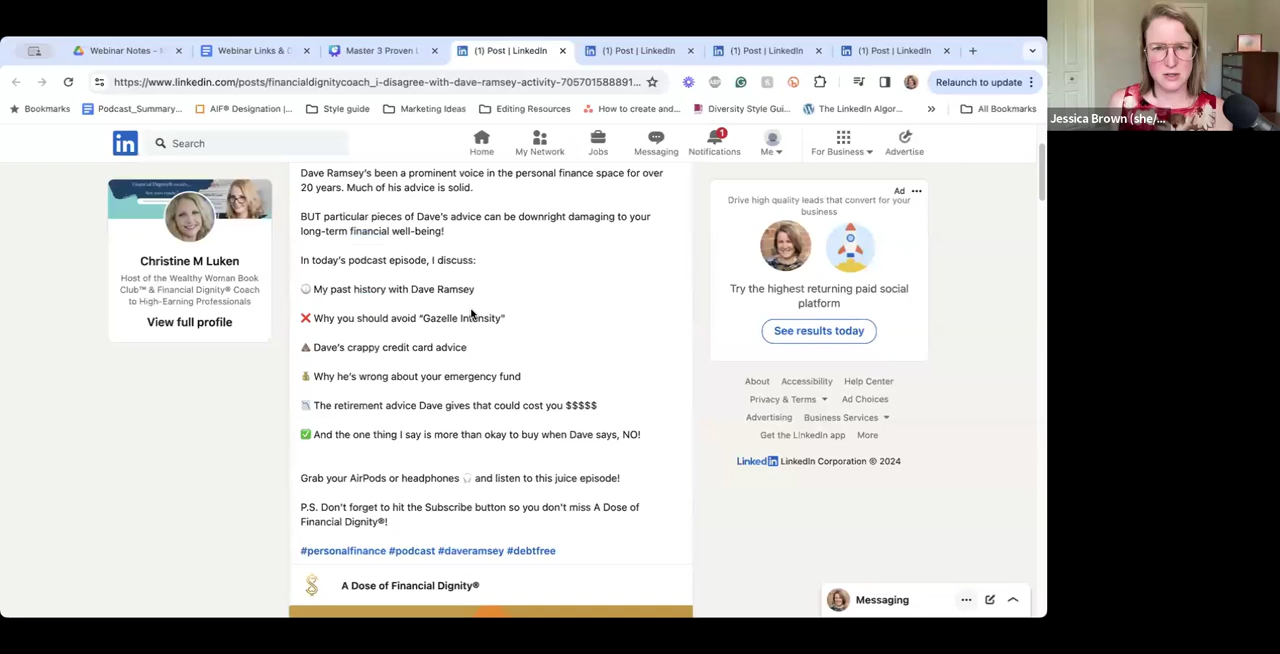 Webinar Notes -
Webinar Links & C
Master 3 Proven L
(1) Post | LinkedIn
(1) Post | LinkedIn
(1) Post | LinkedIn
(1) Post | LinkedIn
https://www.linkedin.com/posts/financialdignitycoach_i-disagree-with-dave-ramsey-activity-705701588891...
Relaunch to update
Bookmarks
Podcast_Summary...
AIF® Designation |...
Style guide
Marketing Ideas
Editing Resources
How to create and...
Diversity Style Gui...
The LinkedIn Algor...
»
All Bookmarks
Jessica Brown (she/...
in
Search
Home
My Network
Jobs
Messaging
1
Notifications
Me
For Business
Advertise
Christine M Luken
Host of the Wealthy Woman Book
Club™ & Financial Dignity® Coach
to High-Earning Professionals
View full profile
Dave Ramsey's been a prominent voice in the personal finance space for over
20 years. Much of his advice is solid.
BUT particular pieces of Dave's advice can be downright damaging to your
long-term financial well-being!
In today's podcast episode, I discuss:
My past history with Dave Ramsey
❌ Why you should avoid "Gazelle Intensity"
💩 Dave's crappy credit card advice
💰 Why he's wrong about your emergency fund
📉 The retirement advice Dave gives that could cost you $$$$$
✅ And the one thing I say is more than okay to buy when Dave says, NO!
Grab your AirPods or headphones 🎧 and listen to this juice episode!
P.S. Don't forget to hit the Subscribe button so you don't miss A Dose of
Financial Dignity®!
#personalfinance #podcast #daveramsey #debtfree
A Dose of Financial Dignity®
Ad
Drive high quality leads that convert for your
business
Try the highest returning paid social
platform
See results today
About Accessibility Help Center
Privacy & Terms Ad Choices
Advertising Business Services
Get the LinkedIn app More
LinkedIn LinkedIn Corporation © 2024
Messaging